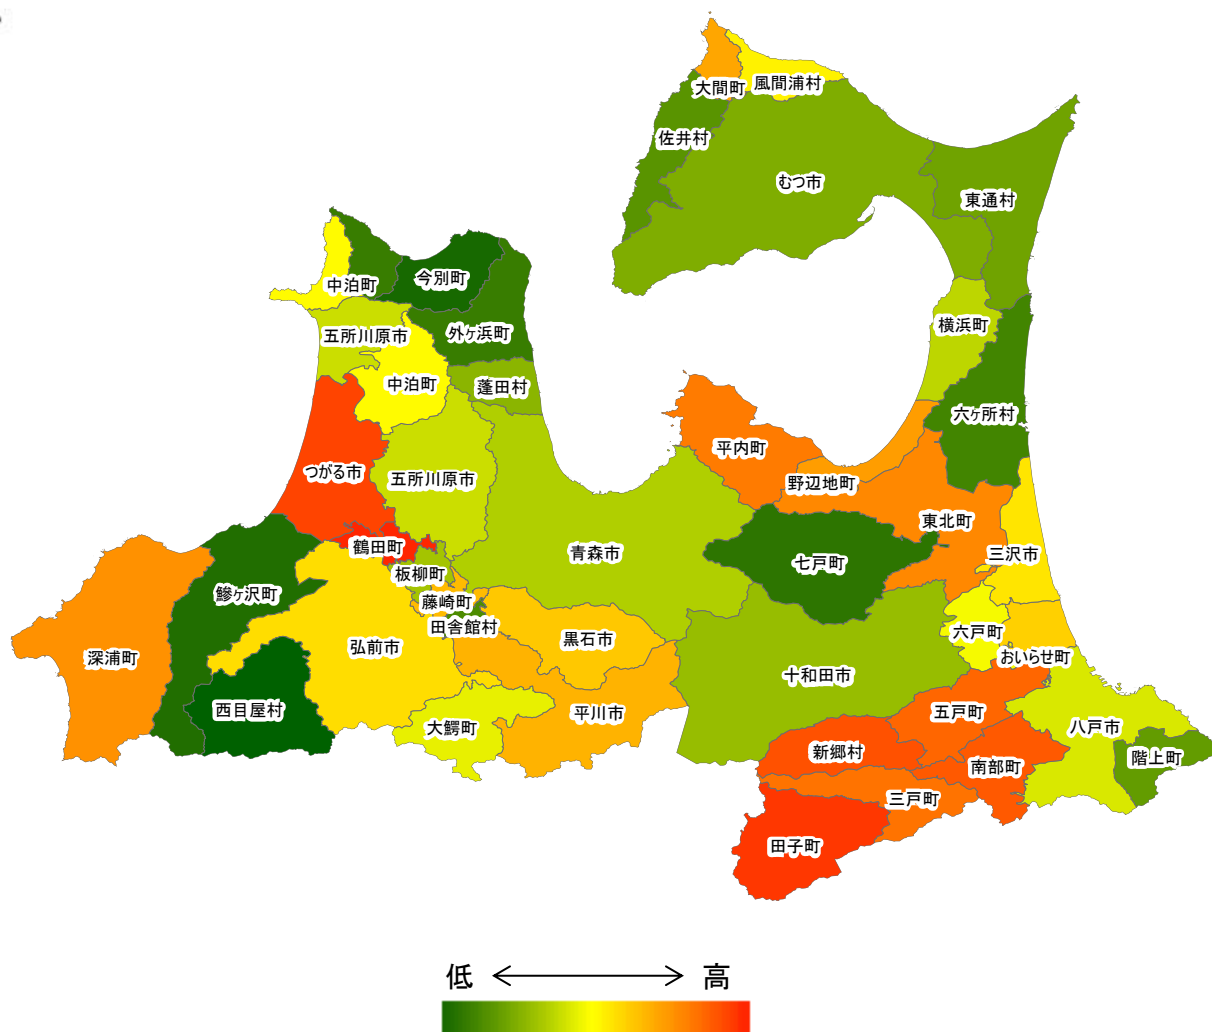 大間町
風間浦村
佐井村
むつ市
東通村
中泊町
今別町
外ヶ浜町
五所川原市
横浜町
中泊町
蓬田村
六ヶ所村
平内町
つがる市
五所川原市
野辺地町
東北町
鶴田町
青森市
三沢市
七戸町
板柳町
鰺ヶ沢町
藤崎町
田舎館村
六戸町
黒石市
弘前市
深浦町
おいらせ町
十和田市
西目屋村
平川市
五戸町
大鰐町
八戸市
新郷村
階上町
南部町
三戸町
田子町
低 高